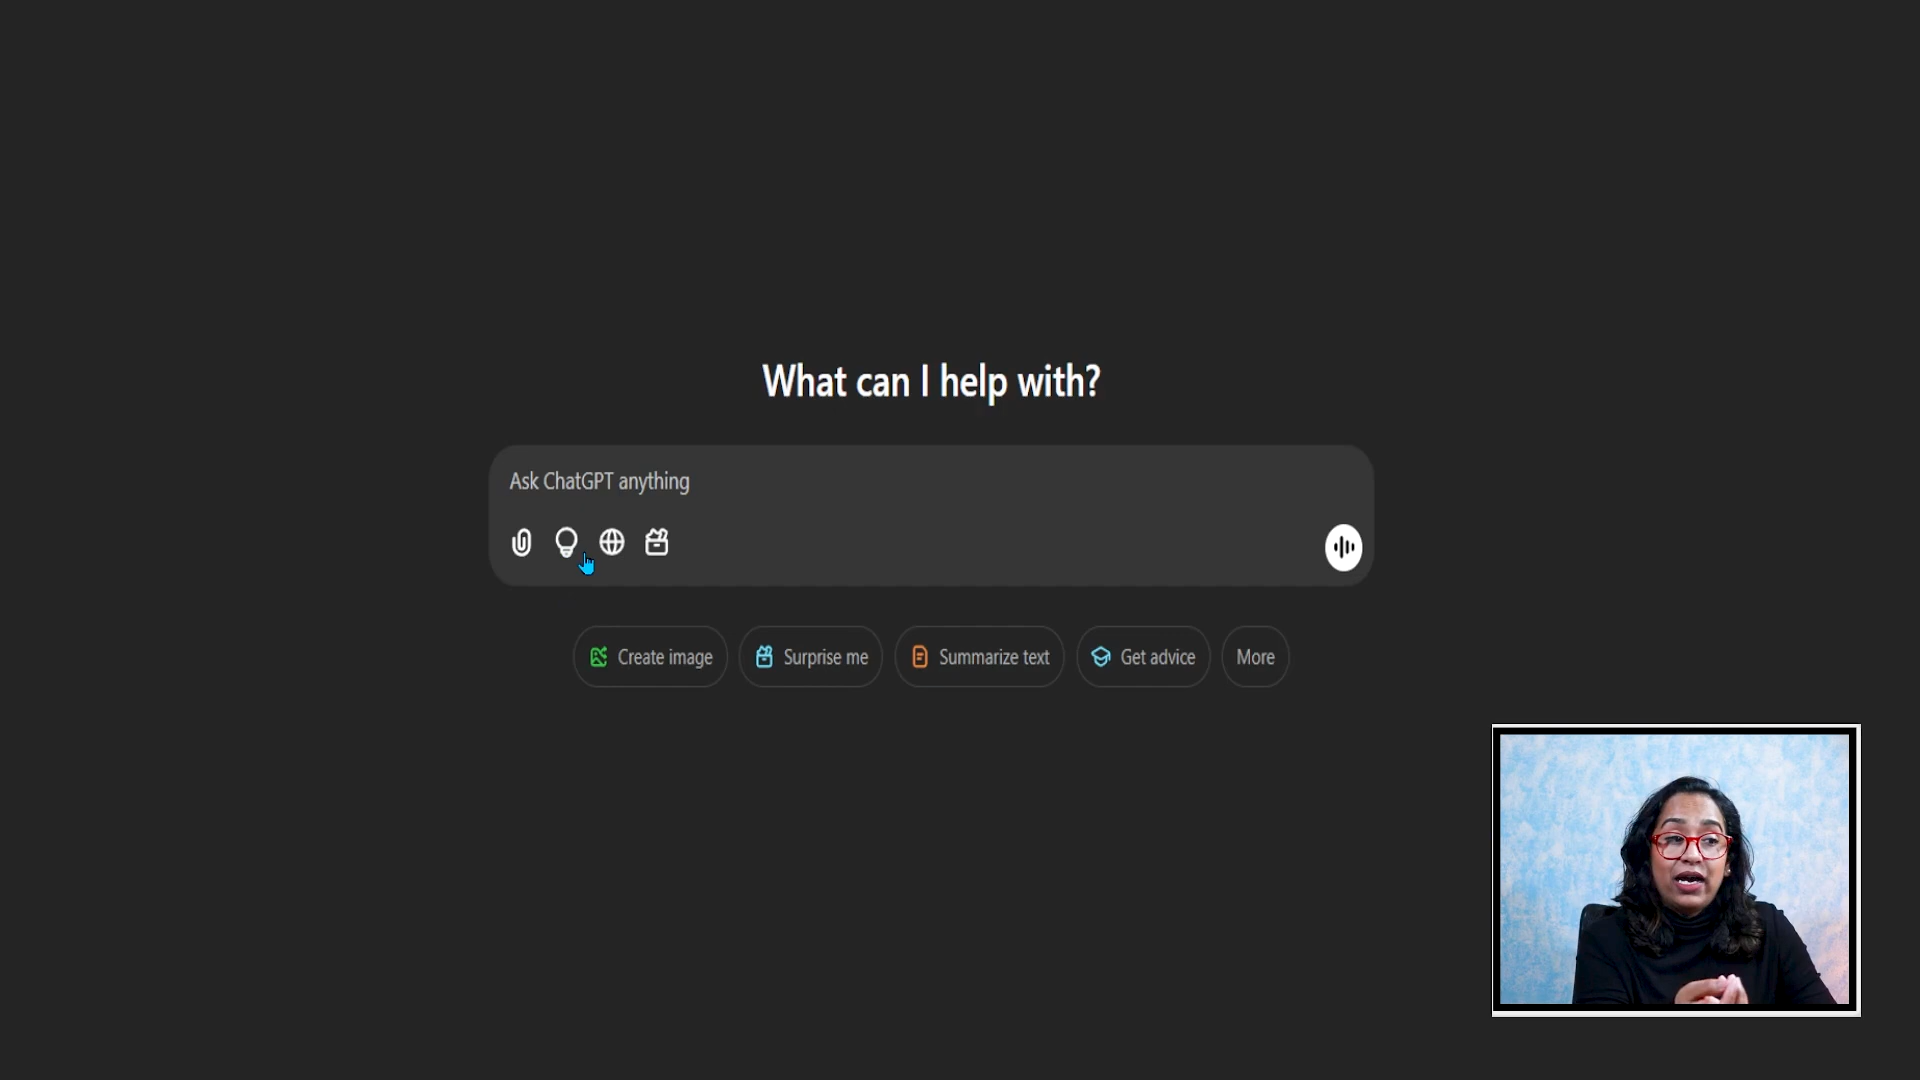 What can I help with?
Ask ChatGPT anything
Create image
Surprise me
Summarize text
Get advice
More